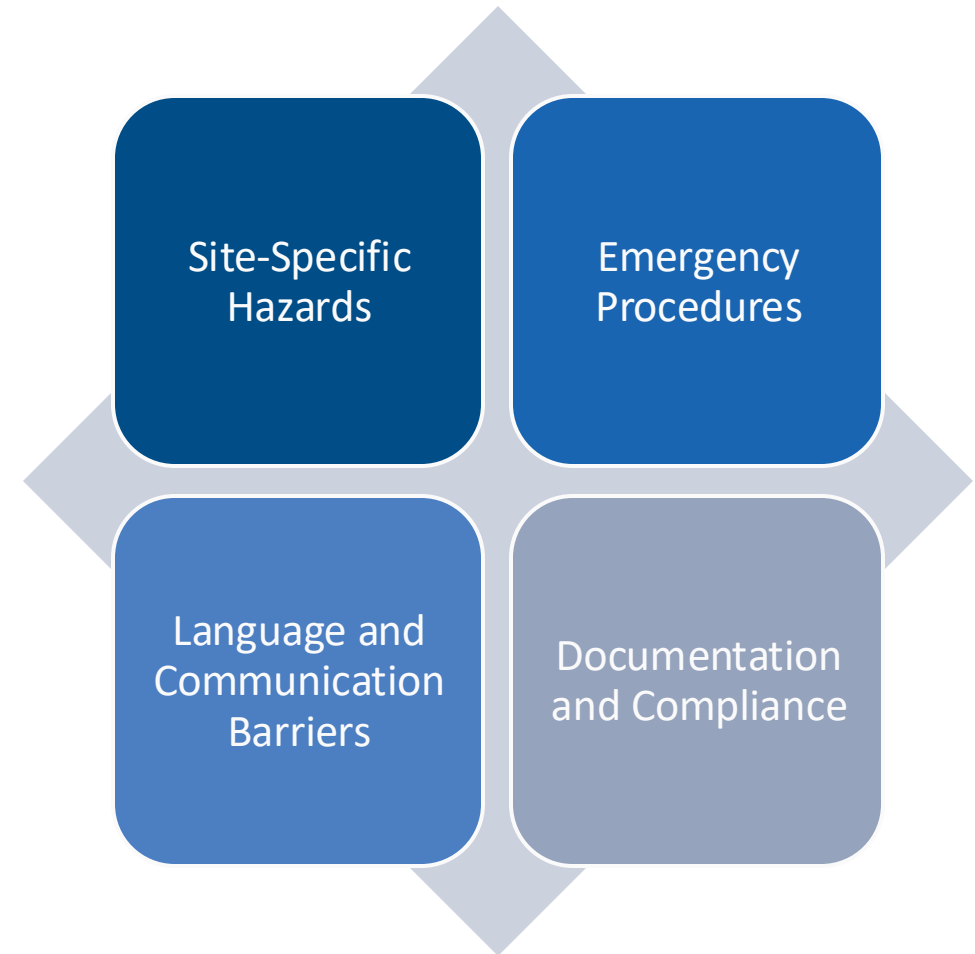 Site-Specific
Hazards
Emergency
Procedures
Language and
Communication
Barriers
Documentation
and Compliance